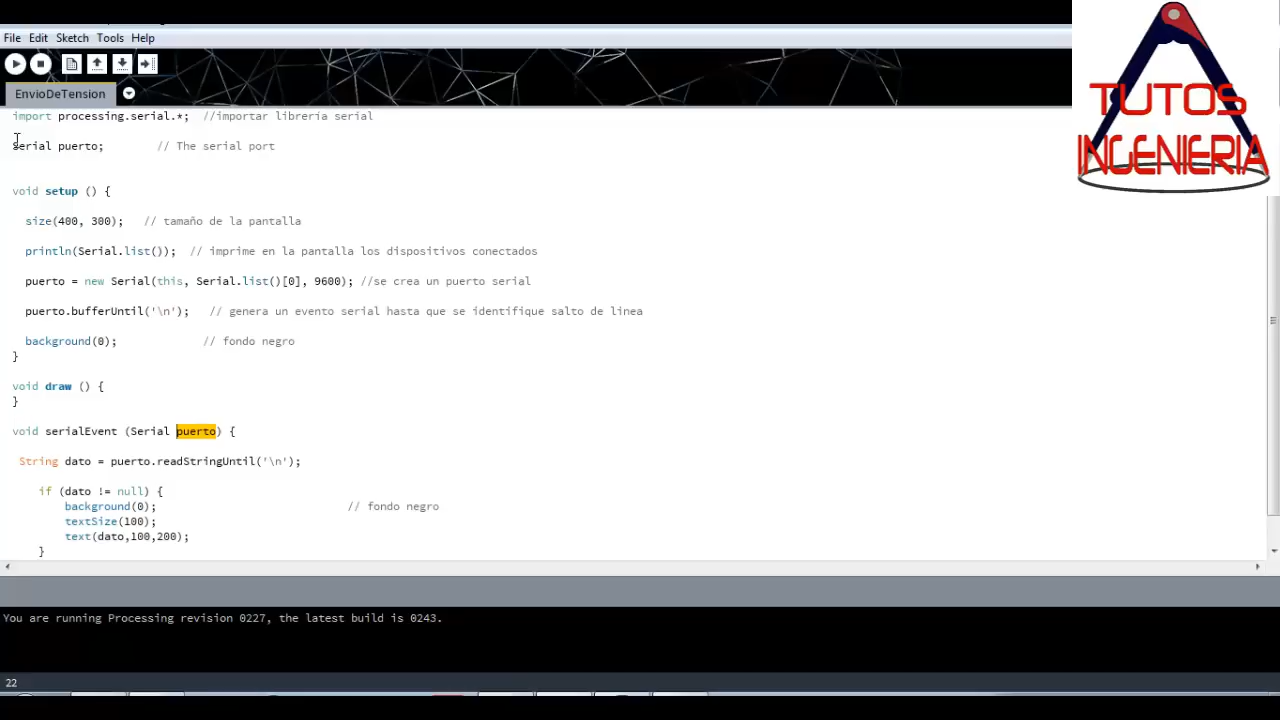 File Edit Sketch Tools Help
EnvioDeTension
TUTOS
INGENIERIA
import processing.serial.*; //importar librería serial
Serial puerto; // The serial port
void setup () {
size(400, 300); // tamaño de la pantalla
println(Serial.list()); // imprime en la pantalla los dispositivos conectados
puerto = new Serial(this, Serial.list()[0], 9600); //se crea un puerto serial
puerto.bufferUntil('\n'); // genera un evento serial hasta que se identifique salto de linea
background(0); // fondo negro
}
void draw () {
}
void serialEvent (Serial puerto) {
String dato = puerto.readStringUntil('\n');
if (dato != null) {
background(0); // fondo negro
textSize(100);
text(dato,100,200);
}
You are running Processing revision 0227, the latest build is 0243.
22